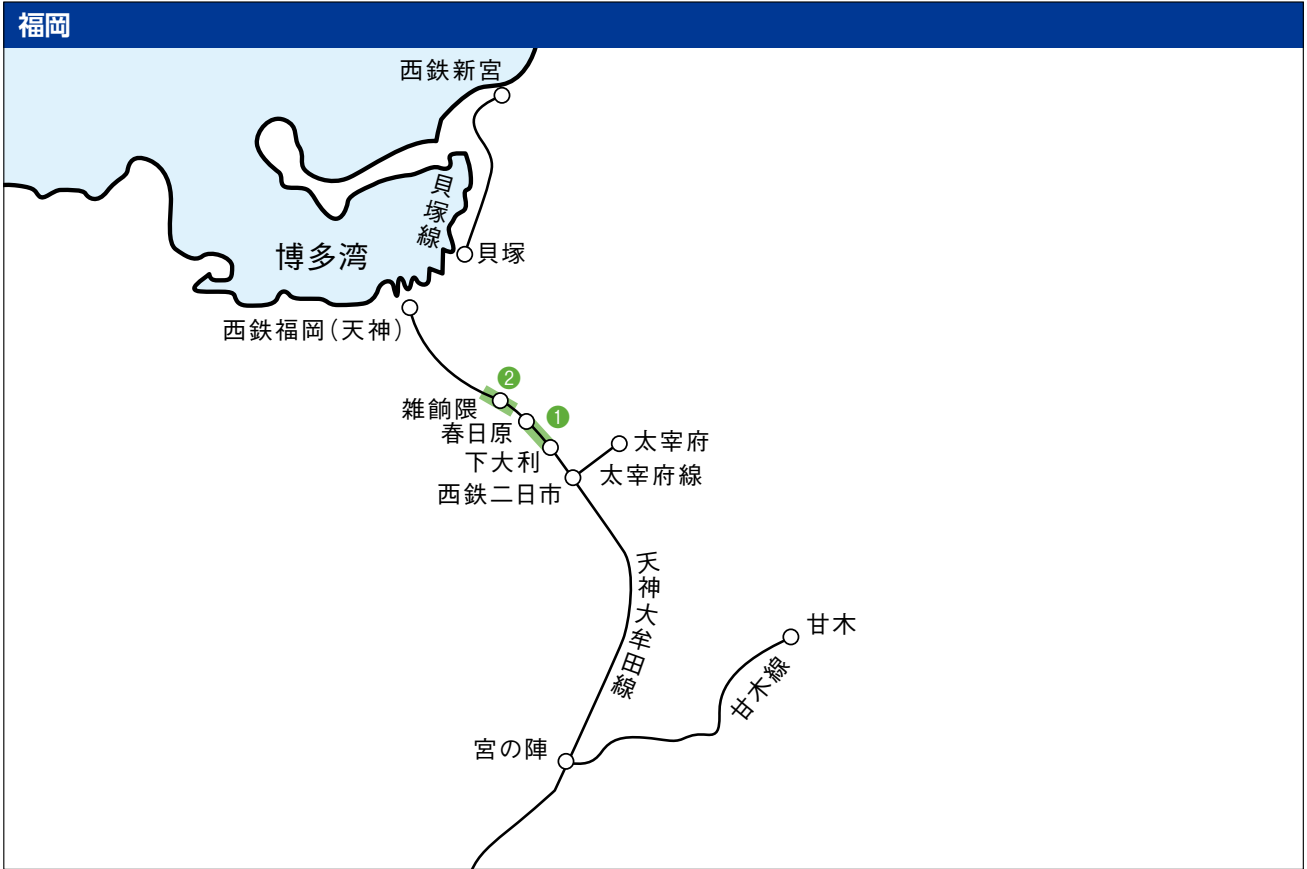 福岡
西鉄新宮
貝塚線
博多湾
貝塚
西鉄福岡(天神)
2
雑餉隈
1
春日原
太宰府
下大利
太宰府線
西鉄二日市
天神大牟田線
甘木
甘木線
宮の陣